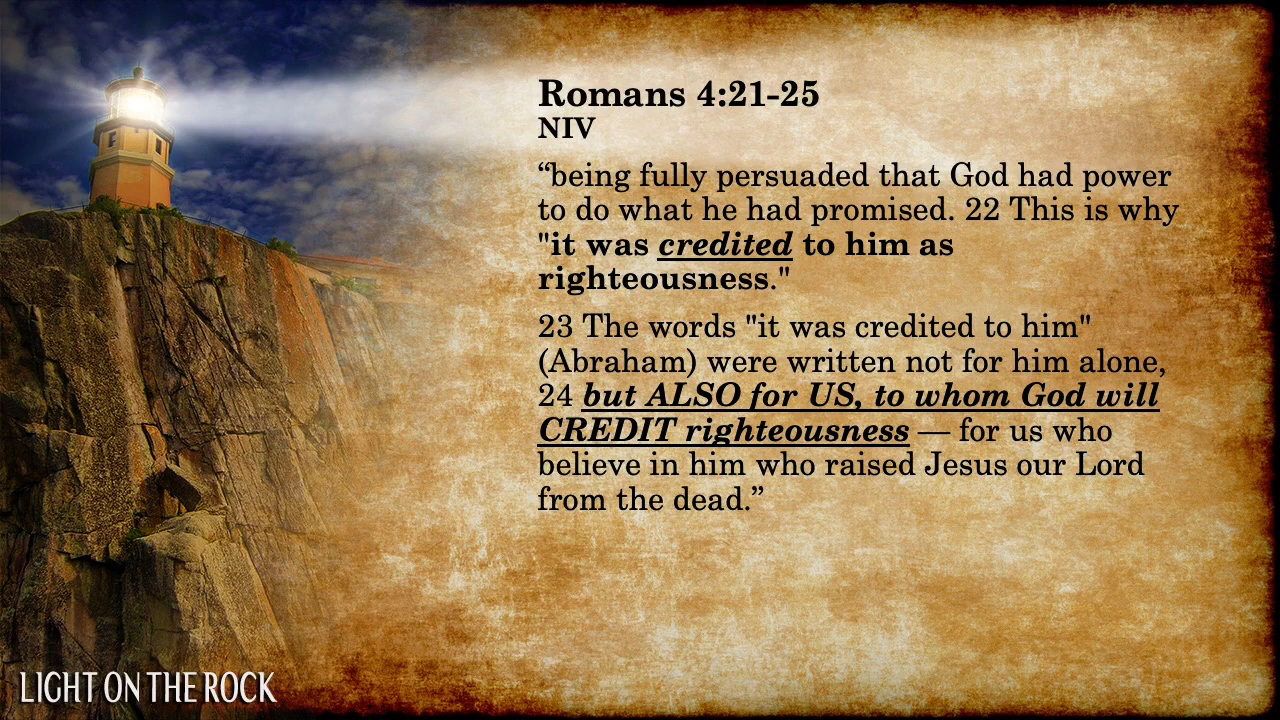 Romans 4:21-25
NIV
“being fully persuaded that God had power
to do what he had promised. 22 This is why
"it was credited to him as
righteousness."
23 The words "it was credited to him"
(Abraham) were written not for him alone,
24 but ALSO for US, to whom God will
CREDIT righteousness — for us who
believe in him who raised Jesus our Lord
from the dead.”
LIGHT ON THE ROCK